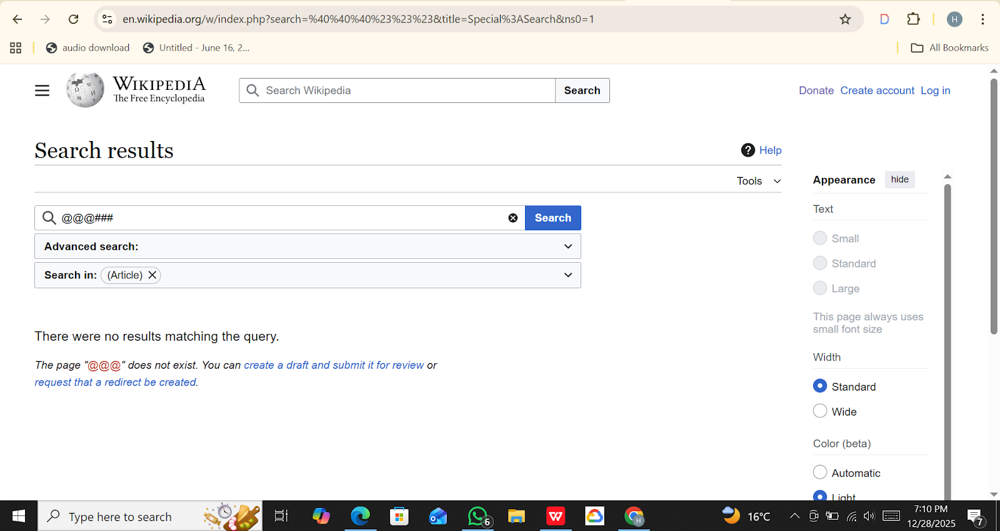 en.wikipedia.org/w/index.php?search=%40%40%40%23%23%23&title=Special%3ASearch&ns0=1
D
H
audio download
Untitled - June 16, 2...
All Bookmarks
WIKIPEDIA
The Free Encyclopedia
Search Wikipedia
Search
Donate
Create account
Log in
Search results
? Help
Tools
@@@###
Search
Advanced search:
Search in: (Article)
There were no results matching the query.
The page "@@@" does not exist. You can create a draft and submit it for review or
request that a redirect be created.
Appearance
hide
Text
Small
Standard
Large
This page always uses
small font size
Width
Standard
Wide
Color (beta)
Automatic
Light
Type here to search
6
W
H
16°C
7:10 PM
12/28/2025
7